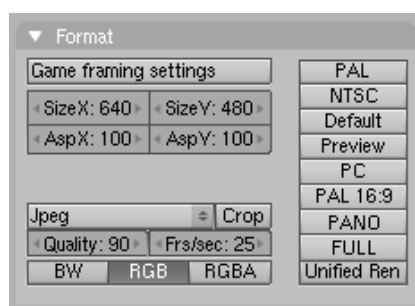 Format
Game framing settings
SizeX: 640 SizeY: 480
AspX: 100 AspY: 100
Jpeg Crop
Quality: 90 Frs/sec: 25
BW RGB RGBA
PAL
NTSC
Default
Preview
PC
PAL 16:9
PANO
FULL
Unified Ren